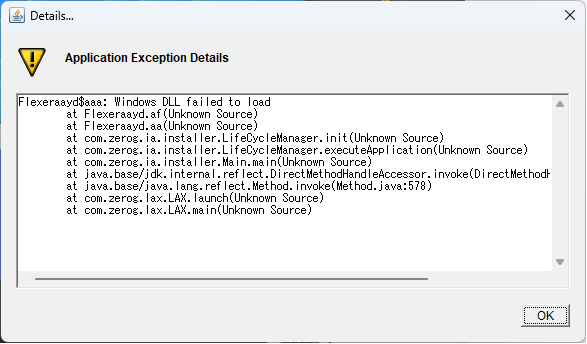 Details...
Application Exception Details
Flexeraayd$aaa: Windows DLL failed to load
at Flexeraayd.af(Unknown Source)
at Flexeraayd.aa(Unknown Source)
at com.zerog.ia.installer.LifeCycleManager.init(Unknown Source)
at com.zerog.ia.installer.LifeCycleManager.executeApplication(Unknown Source)
at com.zerog.ia.installer.Main.main(Unknown Source)
at java.base/jdk.internal.reflect.DirectMethodHandleAccessor.invoke(DirectMethodH
at java.base/java.lang.reflect.Method.invoke(Method.java:578)
at com.zerog.lax.LAX.launch(Unknown Source)
at com.zerog.lax.LAX.main(Unknown Source)
OK